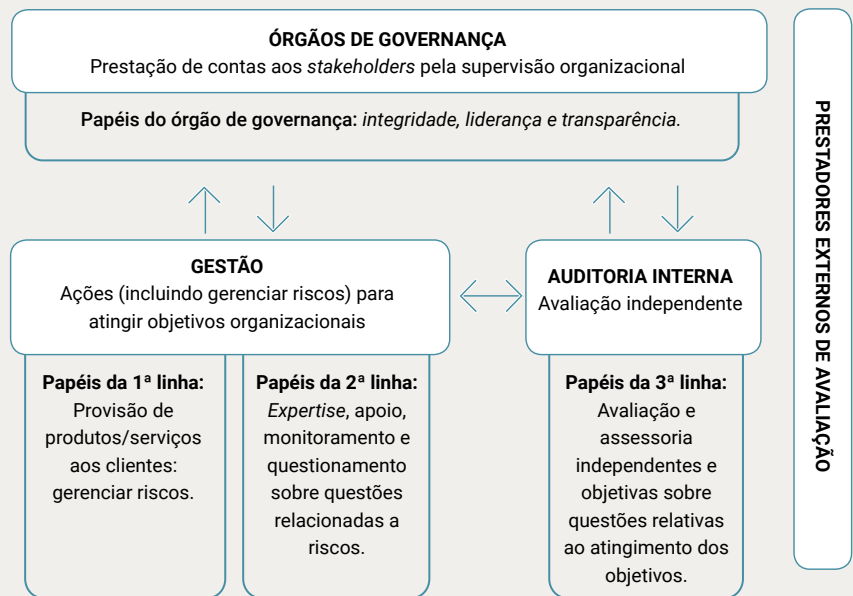 ÓRGÃOS DE GOVERNANÇA
Prestação de contas aos stakeholders pela supervisão organizacional
Papéis do órgão de governança: integridade, liderança e transparência.
GESTÃO
Ações (incluindo gerenciar riscos) para
atingir objetivos organizacionais
AUDITORIA INTERNA
Avaliação independente
Papéis da 1ª linha:
Provisão de
produtos/serviços
aos clientes:
gerenciar riscos.
Papéis da 2ª linha:
Expertise, apoio,
monitoramento e
questionamento
sobre questões
relacionadas a
riscos.
Papéis da 3ª linha:
Avaliação e
assessoria
independentes e
objetivas sobre
questões relativas
ao atingimento dos
objetivos.
PRESTADORES EXTERNOS DE AVALIAÇÃO